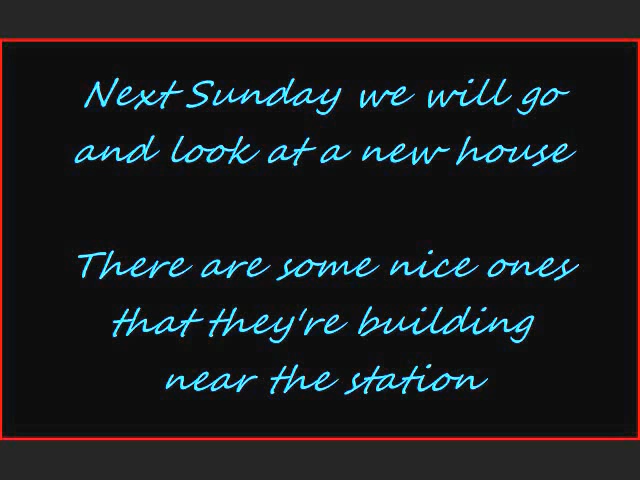 Next Sunday we will go
and look at a new house
There are some nice ones
that they're building
near the station